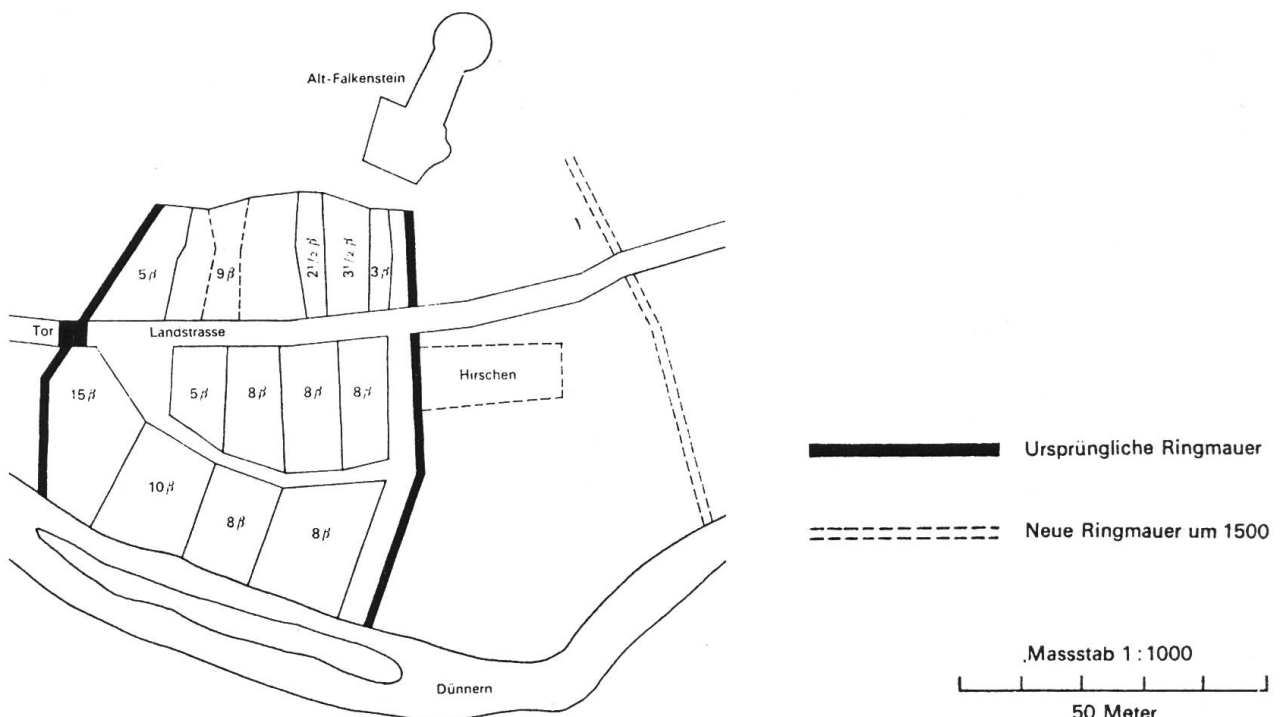 Alt-Falkenstein
5 β
9 β
2 1/2 β
3 1/2 β
3 β
Tor
Landstrasse
15 β
5 β
8 β
8 β
8 β
Hirschen
10 β
8 β
8 β
Dünnern
Ursprüngliche Ringmauer
Neue Ringmauer um 1500
Massstab 1 : 1000
50 Meter